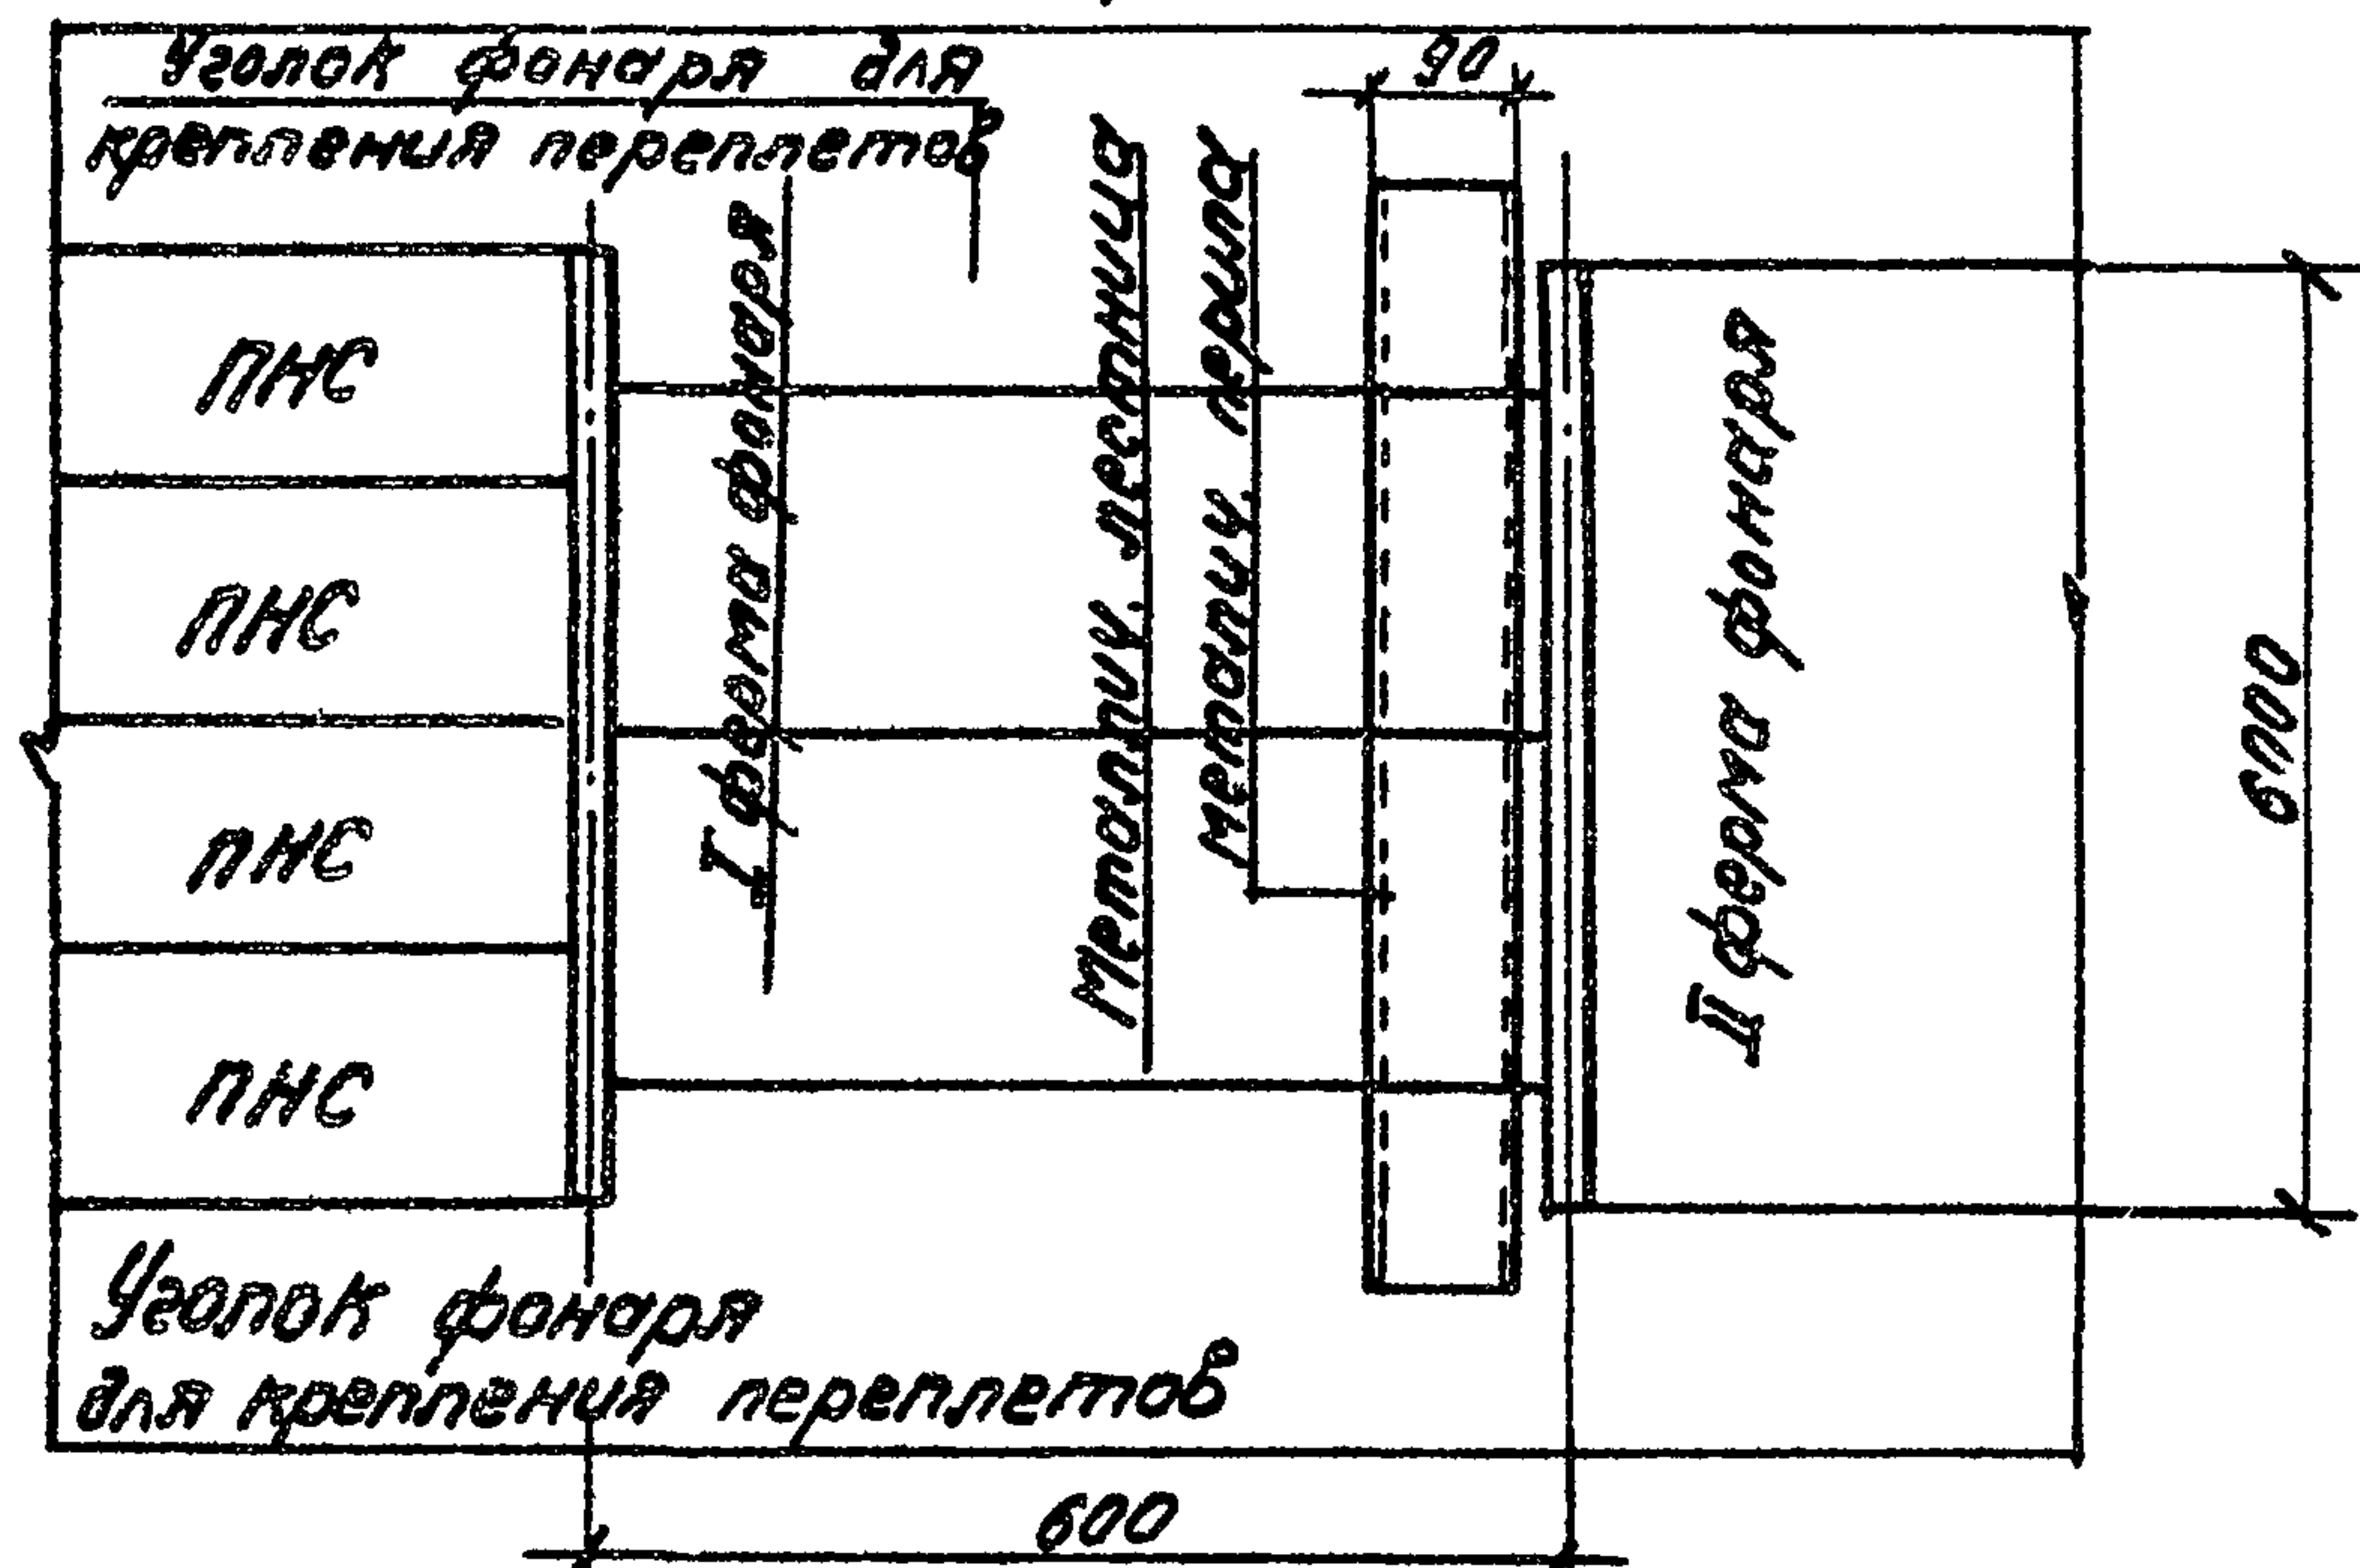 Уголок фонаря для
крепления переплетов
90
ПНС
ПНС
ПНС
ПНС
I ферма фонаря
Металлич. лестница
металлич. перила
II ферма фонаря
6000
Уголок фонаря
для крепления переплетов
600